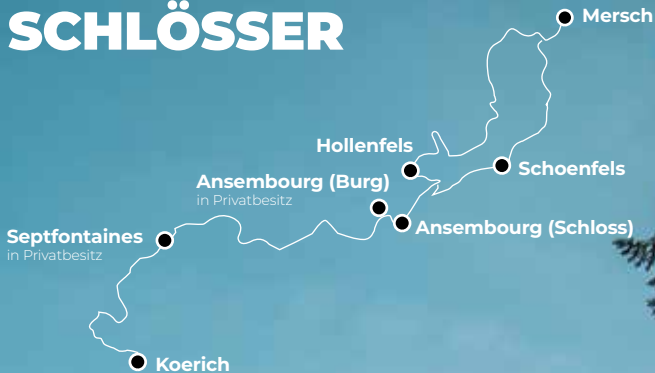 SCHLÖSSER
Mersch
Hollenfels
Schoenfels
Ansembourg (Burg)
in Privatbesitz
Ansembourg (Schloss)
Septfontaines
in Privatbesitz
Koerich